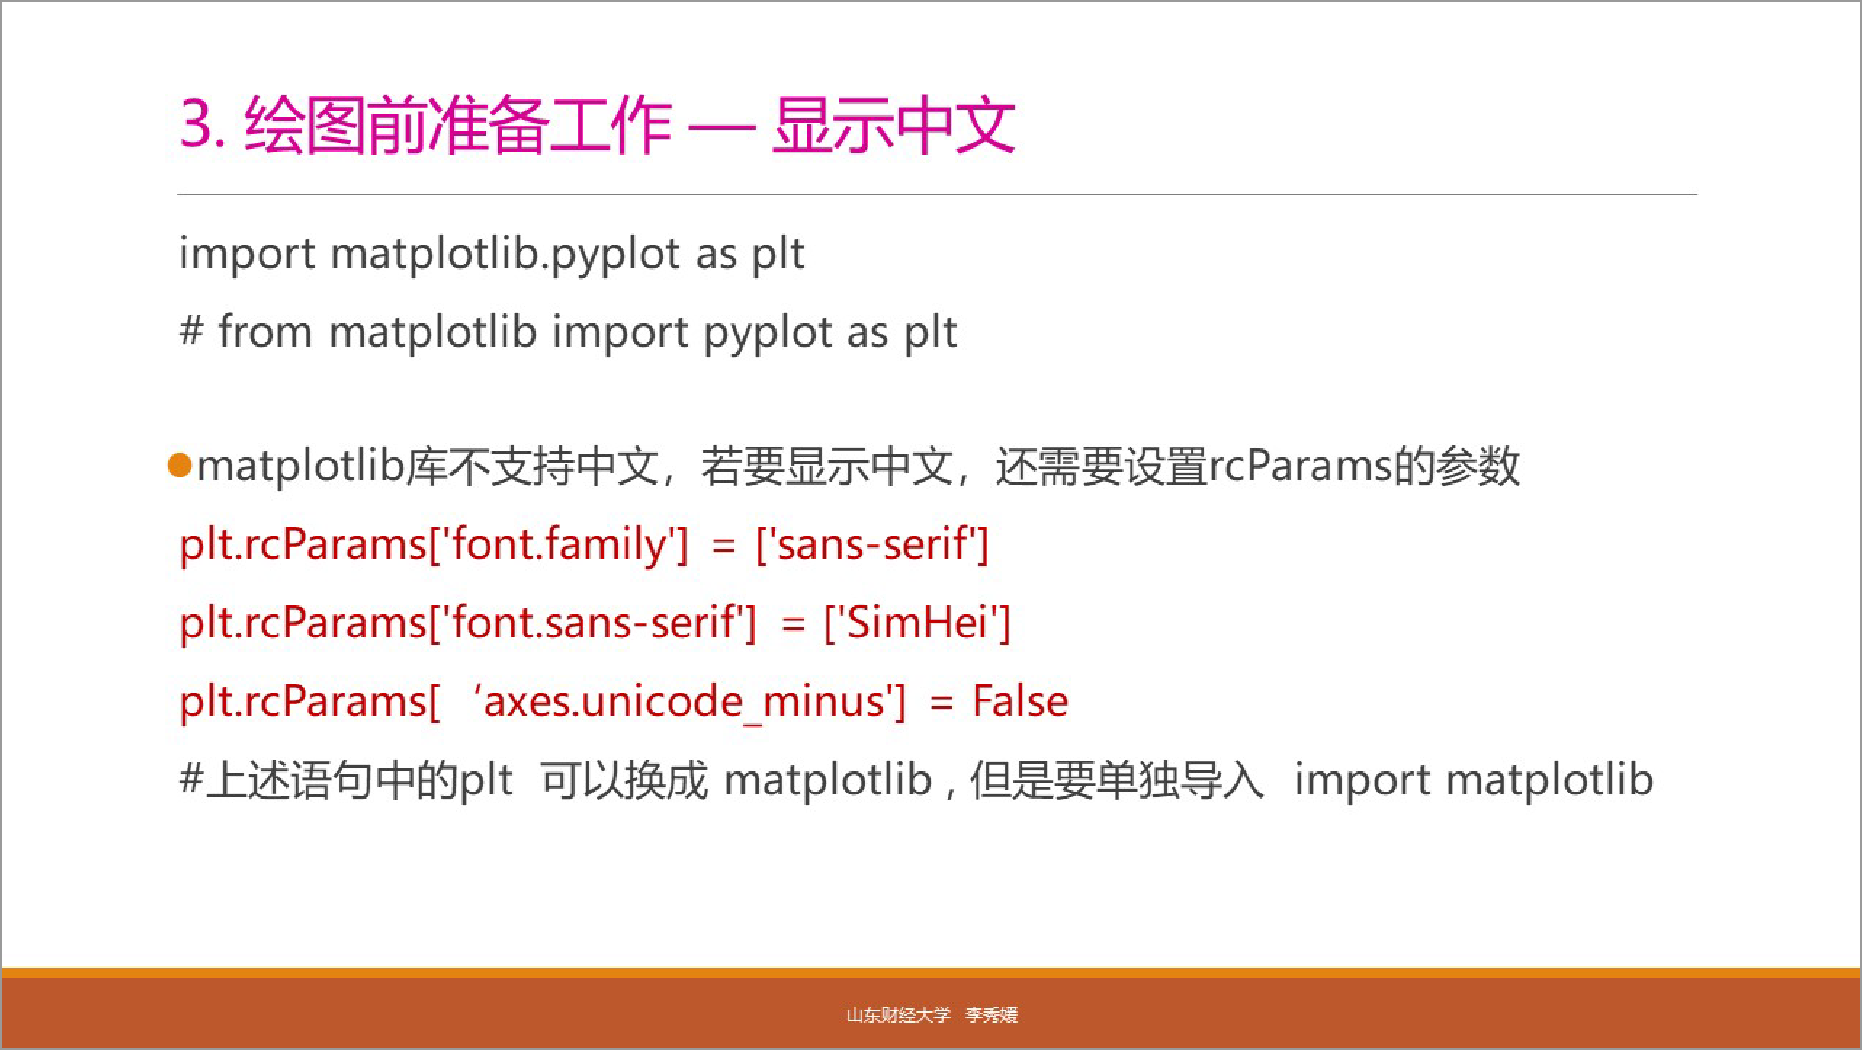 3. 绘图前准备工作 — 显示中文
import matplotlib.pyplot as plt
# from matplotlib import pyplot as plt
●matplotlib库不支持中文，若要显示中文，还需要设置rcParams的参数
plt.rcParams['font.family'] = ['sans-serif']
plt.rcParams['font.sans-serif'] = ['SimHei']
plt.rcParams[ ‘axes.unicode_minus'] = False
#上述语句中的plt 可以换成 matplotlib , 但是要单独导入 import matplotlib
山东财经大学 李秀媛